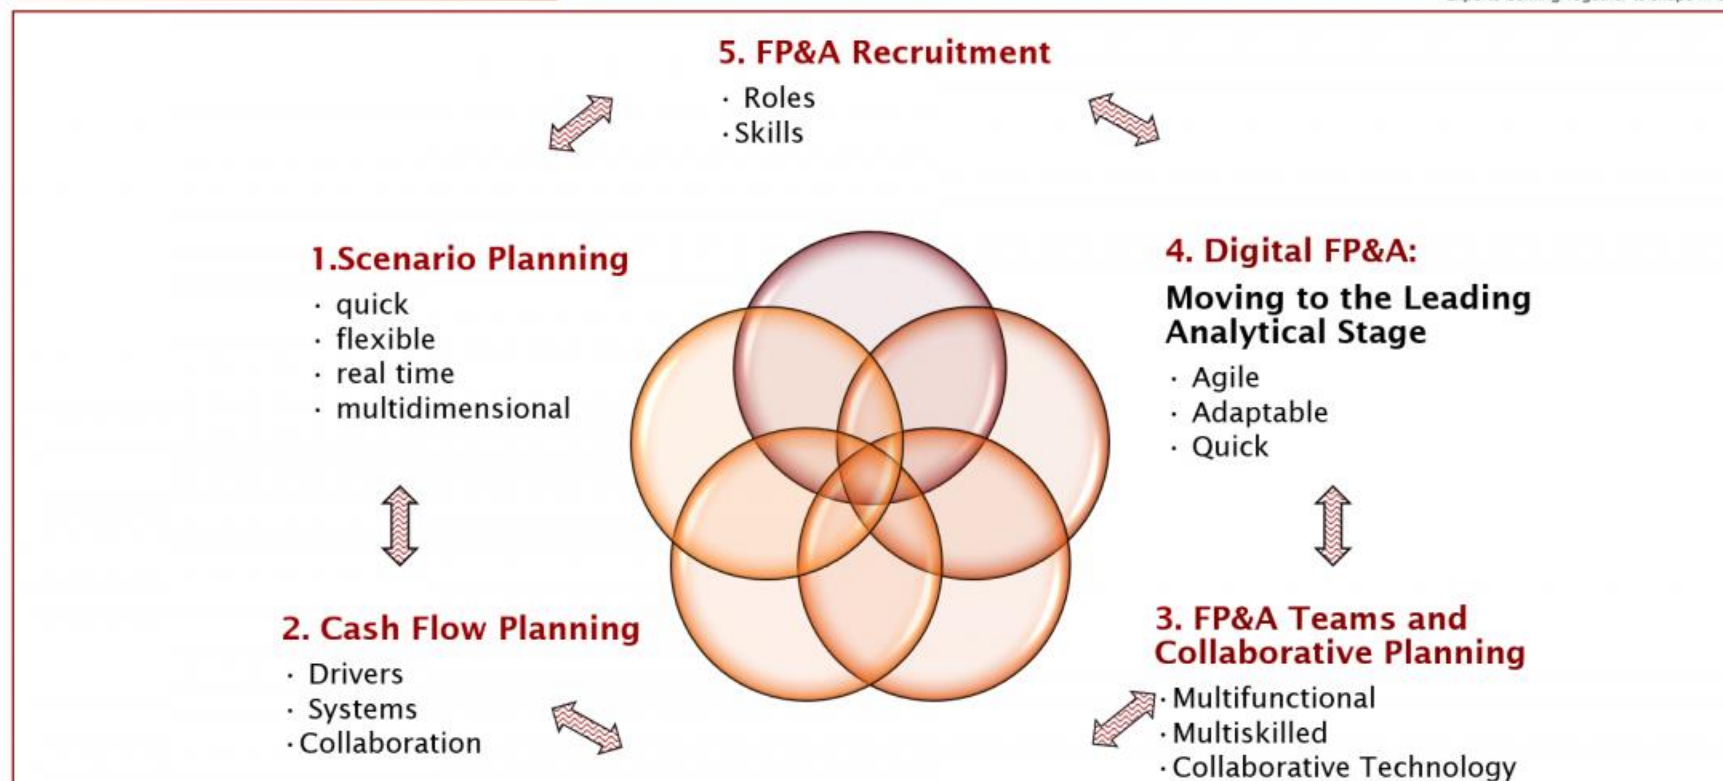 5. FP&A Recruitment
· Roles
· Skills
1.Scenario Planning
· quick
· flexible
· real time
· multidimensional
4. Digital FP&A:
Moving to the Leading
Analytical Stage
· Agile
· Adaptable
· Quick
2. Cash Flow Planning
· Drivers
· Systems
· Collaboration
3. FP&A Teams and
Collaborative Planning
· Multifunctional
· Multiskilled
· Collaborative Technology